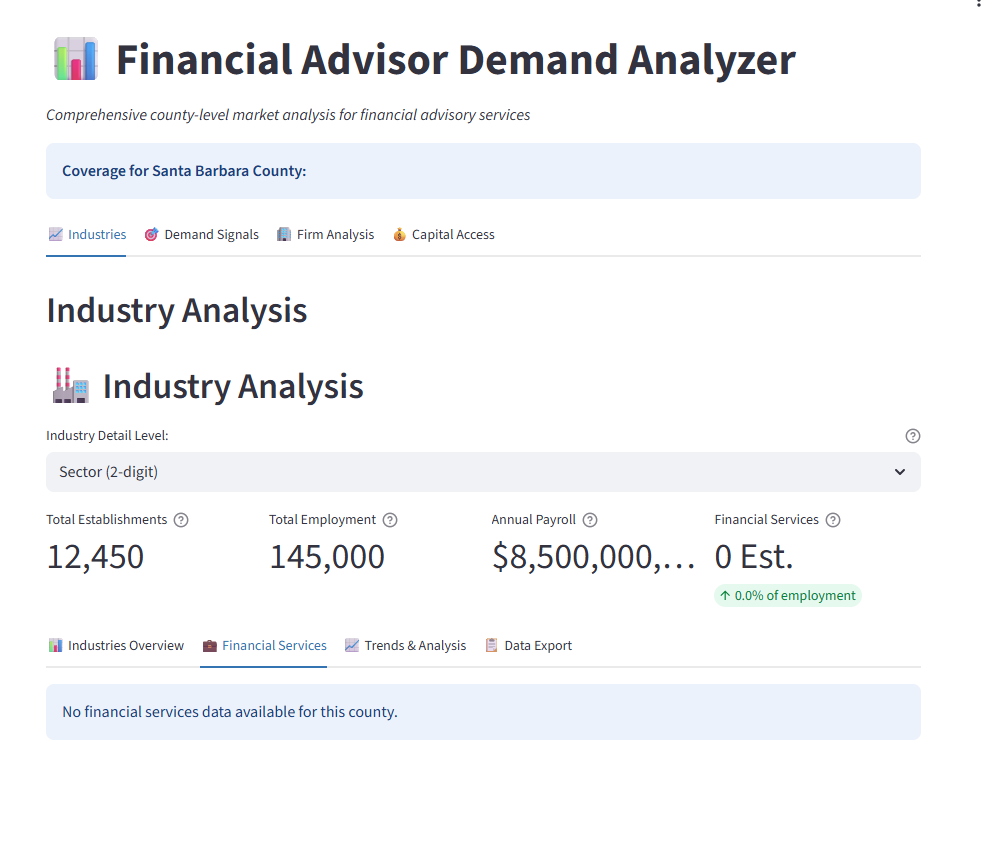 Financial Advisor Demand Analyzer
Comprehensive county-level market analysis for financial advisory services
Coverage for Santa Barbara County:
Industries Demand Signals Firm Analysis Capital Access
Industry Analysis
Industry Analysis
Industry Detail Level:
Sector (2-digit)
Total Establishments Total Employment Annual Payroll Financial Services
12,450 145,000 $8,500,000,... 0 Est.
↑ 0.0% of employment
Industries Overview Financial Services Trends & Analysis Data Export
No financial services data available for this county.